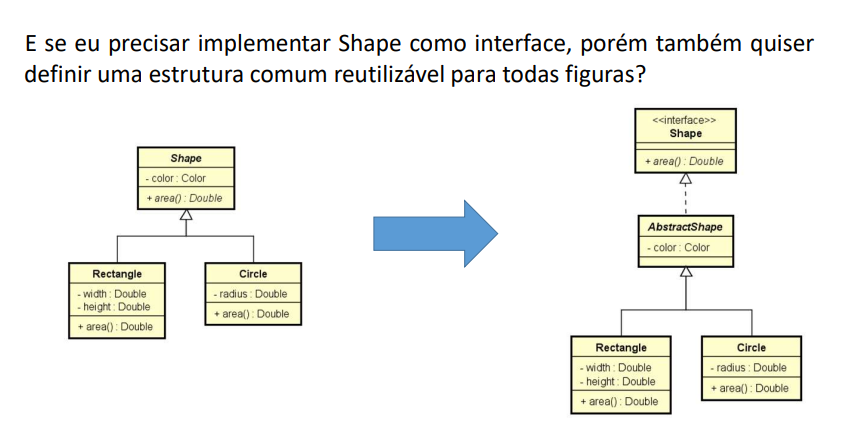 E se eu precisar implementar Shape como interface, porém também quiser
definir uma estrutura comum reutilizável para todas figuras?
Shape
- color : Color
+ area() : Double
Rectangle
- width : Double
- height : Double
+ area() : Double
Circle
- radius : Double
+ area() : Double
<<interface>>
Shape
+ area() : Double
AbstractShape
- color : Color
Rectangle
- width : Double
- height : Double
+ area() : Double
Circle
- radius : Double
+ area() : Double